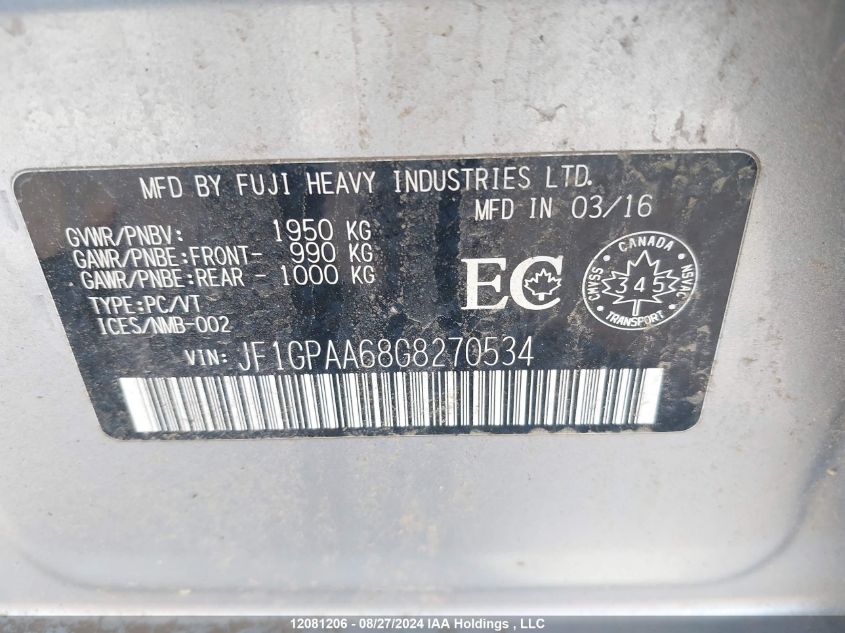 MFD BY FUJI HEAVY INDUSTRIES LTD.
MFD IN 03/16
GVWR/PNBV: 1950 KG
GAWR/PNBE:FRONT- 990 KG
GAWR/PNBE:REAR - 1000 KG
TYPE:PC/VT
ICES/NMB-002
EC
CANADA
CMVSS 345 NSVAC
TRANSPORT
VIN: JF1GPAA68G8270534
12081206 - 08/27/2024 IAA Holdings , LLC